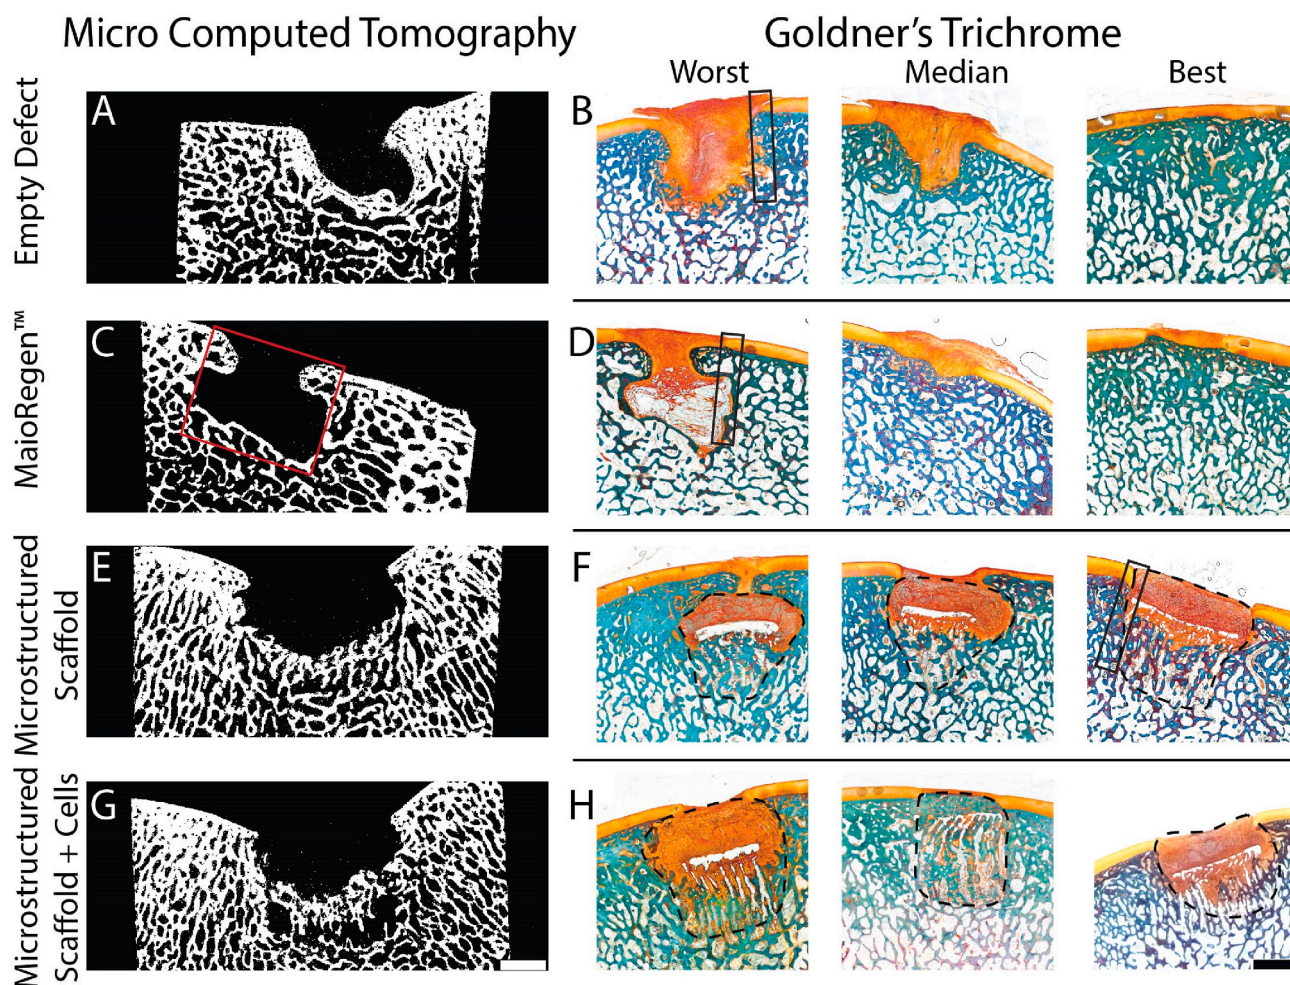 Micro Computed Tomography
Goldner's Trichrome
Worst
Median
Best
Empty Defect
A
B
MaioRegen™
C
D
Microstructured
Scaffold
E
F
Microstructured
Scaffold + Cells
G
H